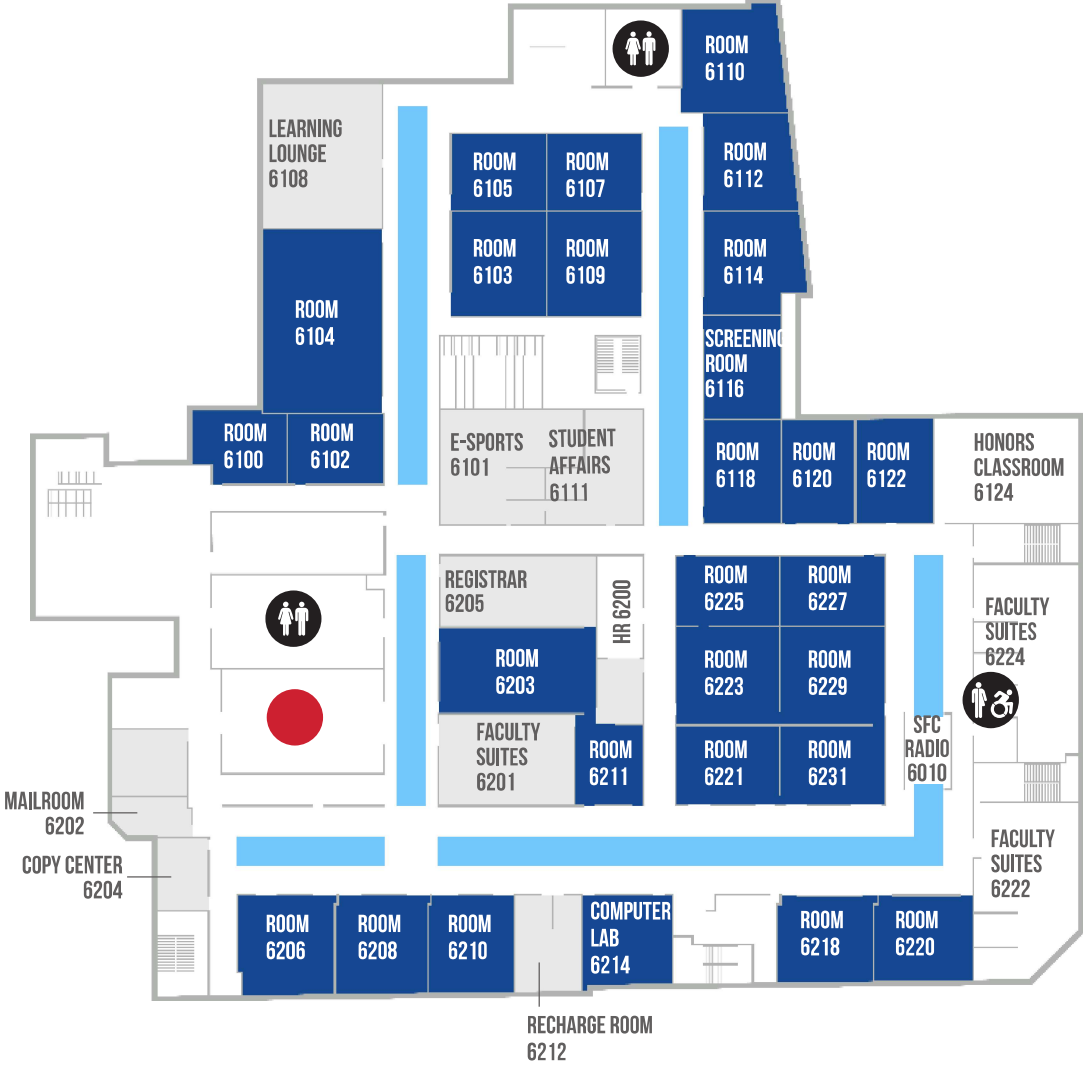 ROOM
6110
LEARNING
LOUNGE
6108
ROOM
6105
ROOM
6107
ROOM
6112
ROOM
6103
ROOM
6109
ROOM
6114
ROOM
6104
SCREENING
ROOM
6116
ROOM
6100
ROOM
6102
E-SPORTS
6101
STUDENT
AFFAIRS
6111
ROOM
6118
ROOM
6120
ROOM
6122
HONORS
CLASSROOM
6124
REGISTRAR
6205
HR 6200
ROOM
6225
ROOM
6227
FACULTY
SUITES
6224
ROOM
6203
ROOM
6223
ROOM
6229
FACULTY
SUITES
6201
ROOM
6211
ROOM
6221
ROOM
6231
SFC
RADIO
6010
MAILROOM
6202
COPY CENTER
6204
FACULTY
SUITES
6222
ROOM
6206
ROOM
6208
ROOM
6210
COMPUTER
LAB
6214
ROOM
6218
ROOM
6220
RECHARGE ROOM
6212